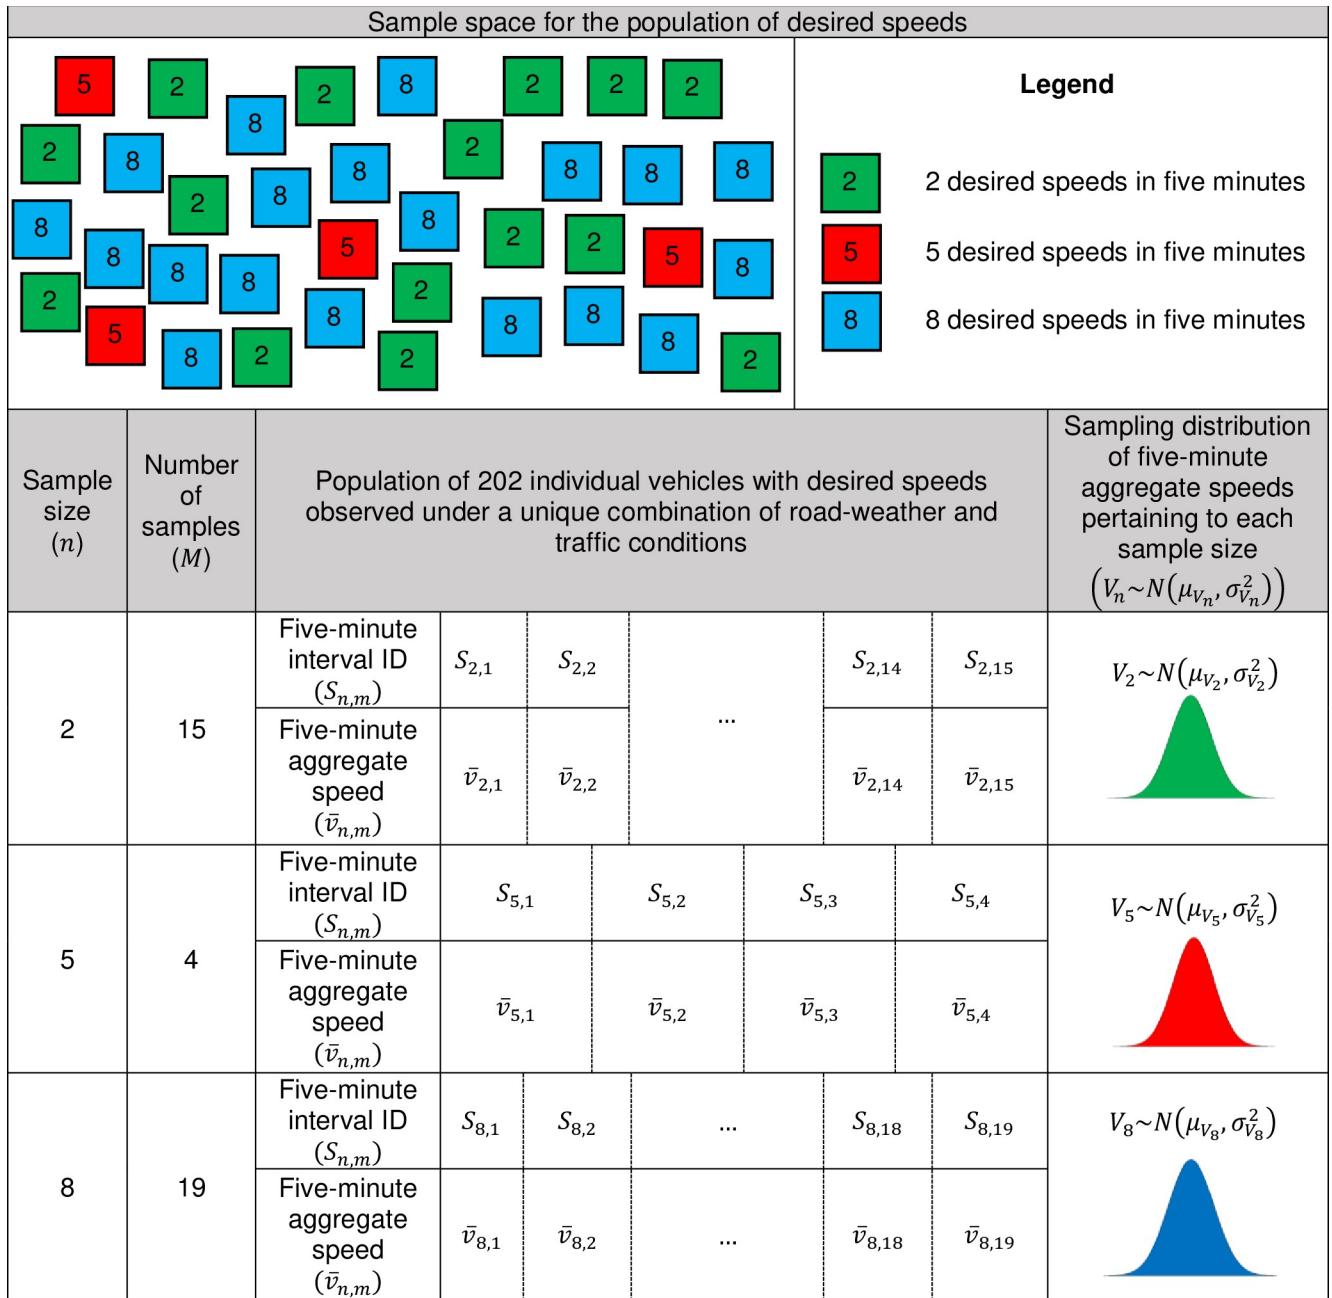 Sample space for the population of desired speeds
5 2 8 2 8 2 2 2
2 8 2 8 8 8 8
8 2 8 8 2 2 5 8
8 8 8 5 2
2 5 8 2 8 2 8 8 8 2
Legend
2 2 desired speeds in five minutes
5 5 desired speeds in five minutes
8 8 desired speeds in five minutes
Sample
size
(n)
Number
of
samples
(M)
Population of 202 individual vehicles with desired speeds
observed under a unique combination of road-weather and
traffic conditions
Sampling distribution
of five-minute
aggregate speeds
pertaining to each
sample size
(V_n~N(μ_{V_n}, σ²_{V_n}))
2
15
Five-minute
interval ID
(S_{n,m})
S_{2,1} S_{2,2} ... S_{2,14} S_{2,15}
Five-minute
aggregate
speed
(v̄_{n,m})
v̄_{2,1} v̄_{2,2} v̄_{2,14} v̄_{2,15}
V_2~N(μ_{V_2}, σ²_{V_2})
5
4
Five-minute
interval ID
(S_{n,m})
S_{5,1} S_{5,2} S_{5,3} S_{5,4}
Five-minute
aggregate
speed
(v̄_{n,m})
v̄_{5,1} v̄_{5,2} v̄_{5,3} v̄_{5,4}
V_5~N(μ_{V_5}, σ²_{V_5})
8
19
Five-minute
interval ID
(S_{n,m})
S_{8,1} S_{8,2} ... S_{8,18} S_{8,19}
Five-minute
aggregate
speed
(v̄_{n,m})
v̄_{8,1} v̄_{8,2} ... v̄_{8,18} v̄_{8,19}
V_8~N(μ_{V_8}, σ²_{V_8})